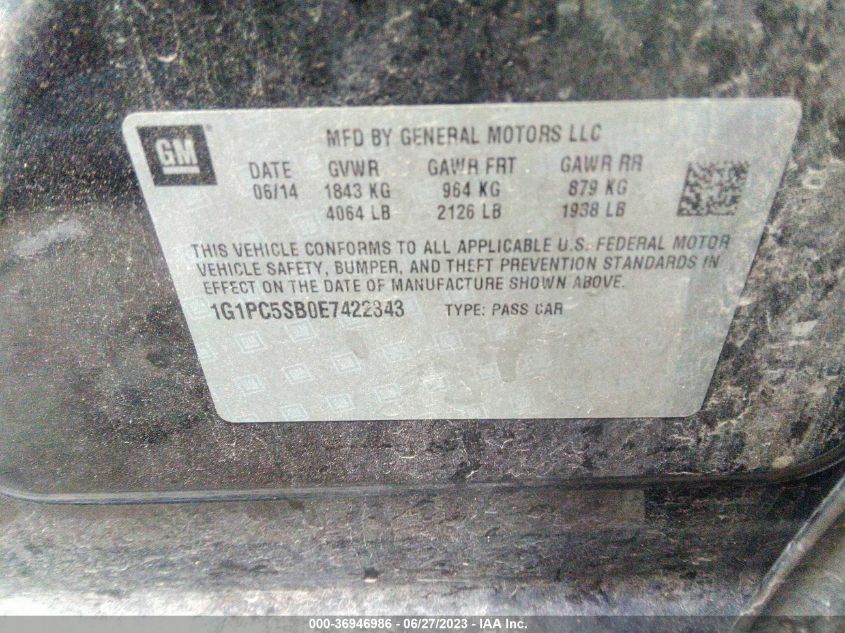 GM
MFD BY GENERAL MOTORS LLC
DATE GVWR GAWR FRT GAWR RR
06/14 1843 KG 964 KG 879 KG
4064 LB 2126 LB 1938 LB
THIS VEHICLE CONFORMS TO ALL APPLICABLE U.S. FEDERAL MOTOR
VEHICLE SAFETY, BUMPER, AND THEFT PREVENTION STANDARDS IN
EFFECT ON THE DATE OF MANUFACTURE SHOWN ABOVE.
1G1PC5SB0E7422343 TYPE: PASS CAR
000-36946986 - 06/27/2023 - IAA Inc.